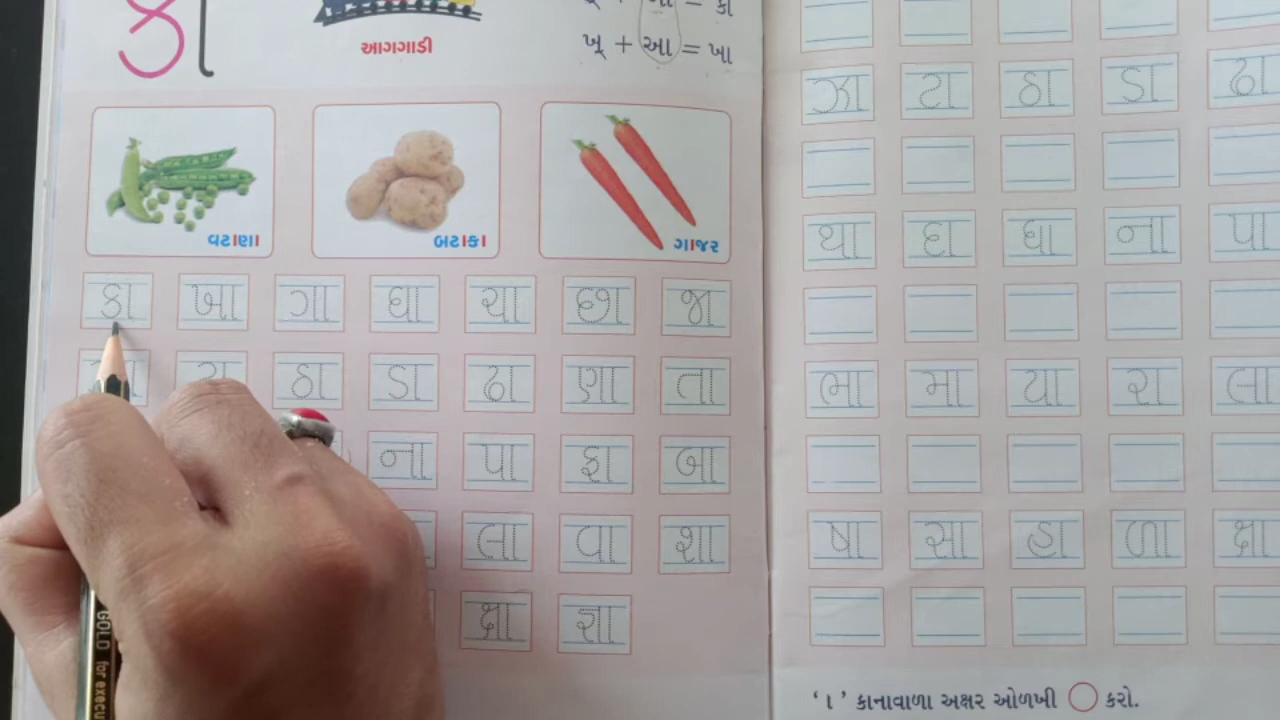 આગગાડી
ખ્ + આ = ખા
વટાણા
બટાકા
ગાજર
કા ખા ગા ઘા ચા છા જા
ઠા ડા ઢા ણા તા
ના પા ફા બા
લા વા શા
ક્ષા જ્ઞા
ઝા ટા ઠા ડા ઢા
થા દા ધા ના પા
ભા મા યા રા લા
ષા સા હા ળા ક્ષા
‘ા’ કાનાવાળા અક્ષર ઓળખી ◯ કરો.